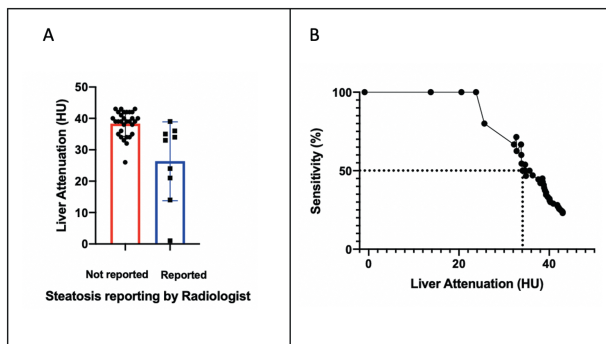 A
50
40
30
20
10
0
Liver Attenuation (HU)
Not reported Reported
Steatosis reporting by Radiologist
B
100
50
0
Sensitivity (%)
0 20 40
Liver Attenuation (HU)